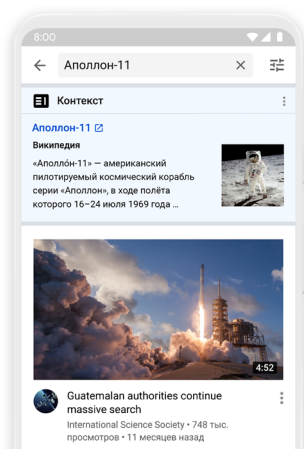 8:00
Аполлон-11
Контекст
Аполлон-11
Википедия
«Аполло́н-11» — американский
пилотируемый космический корабль
серии «Аполлон», в ходе полёта
которого 16–24 июля 1969 года ...
4:52
Guatemalan authorities continue
massive search
International Science Society • 748 тыс.
просмотров • 11 месяцев назад